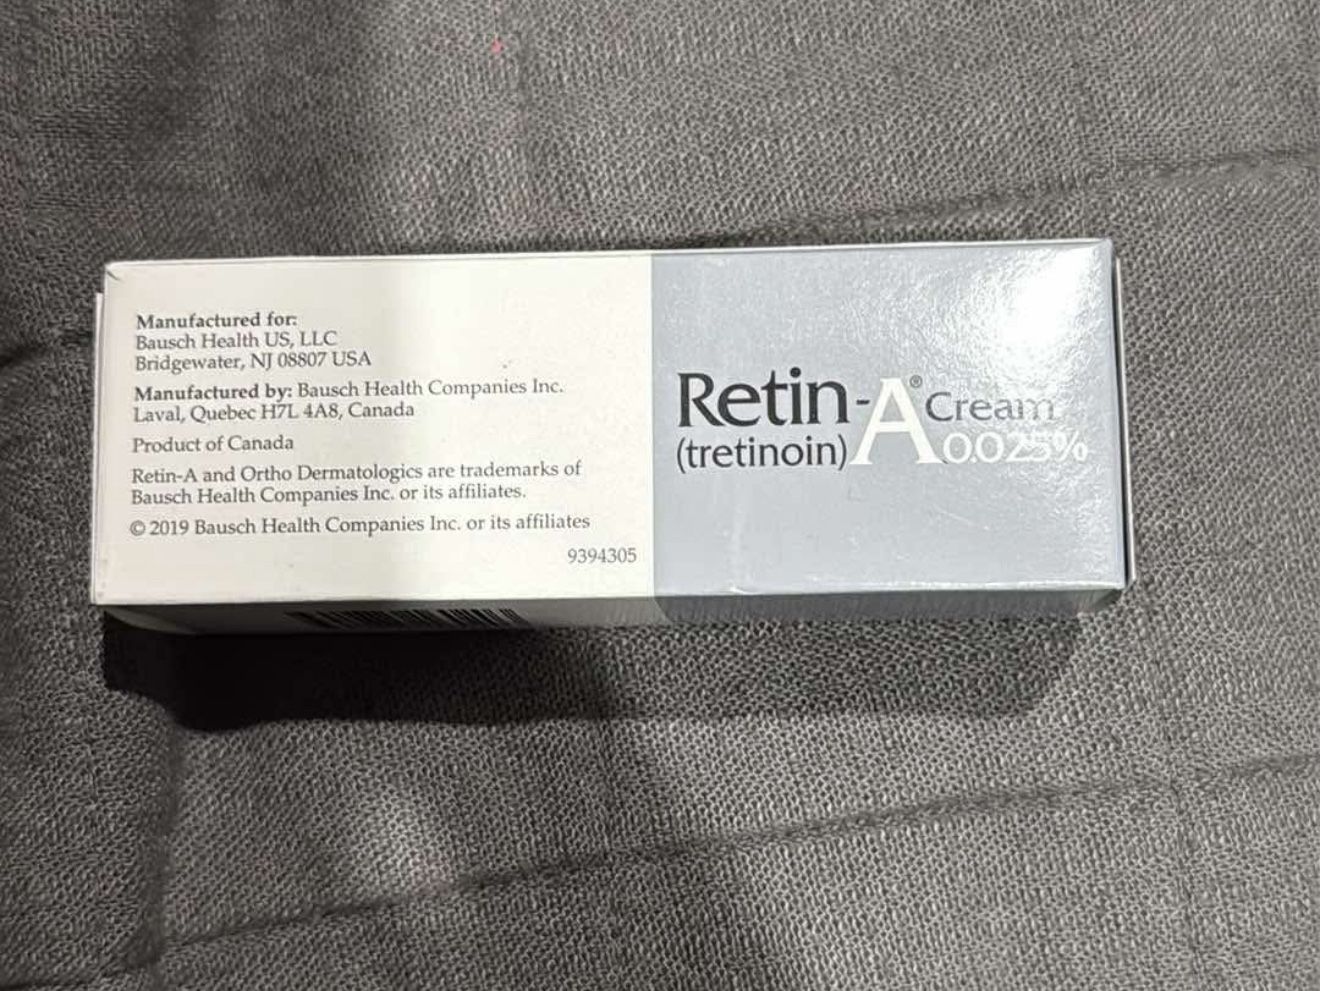 Manufactured for:
Bausch Health US, LLC
Bridgewater, NJ 08807 USA
Manufactured by: Bausch Health Companies Inc.
Laval, Quebec H7L 4A8, Canada
Product of Canada
Retin-A and Ortho Dermatologics are trademarks of
Bausch Health Companies Inc. or its affiliates.
© 2019 Bausch Health Companies Inc. or its affiliates
9394305
Retin-A® Cream
(tretinoin) 0.025%